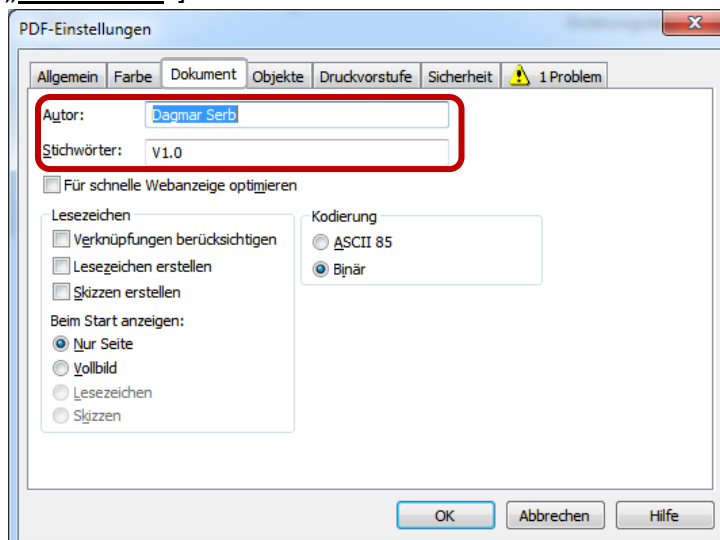 PDF-Einstellungen
Allgemein Farbe Dokument Objekte Druckvorstufe Sicherheit 1 Problem
Autor: Dagmar Serb
Stichwörter: V1.0
Für schnelle Webanzeige optimieren
Lesezeichen
Verknüpfungen berücksichtigen
Lesezeichen erstellen
Skizzen erstellen
Beim Start anzeigen:
Nur Seite
Vollbild
Lesezeichen
Skizzen
Kodierung
ASCII 85
Binär
OK Abbrechen Hilfe